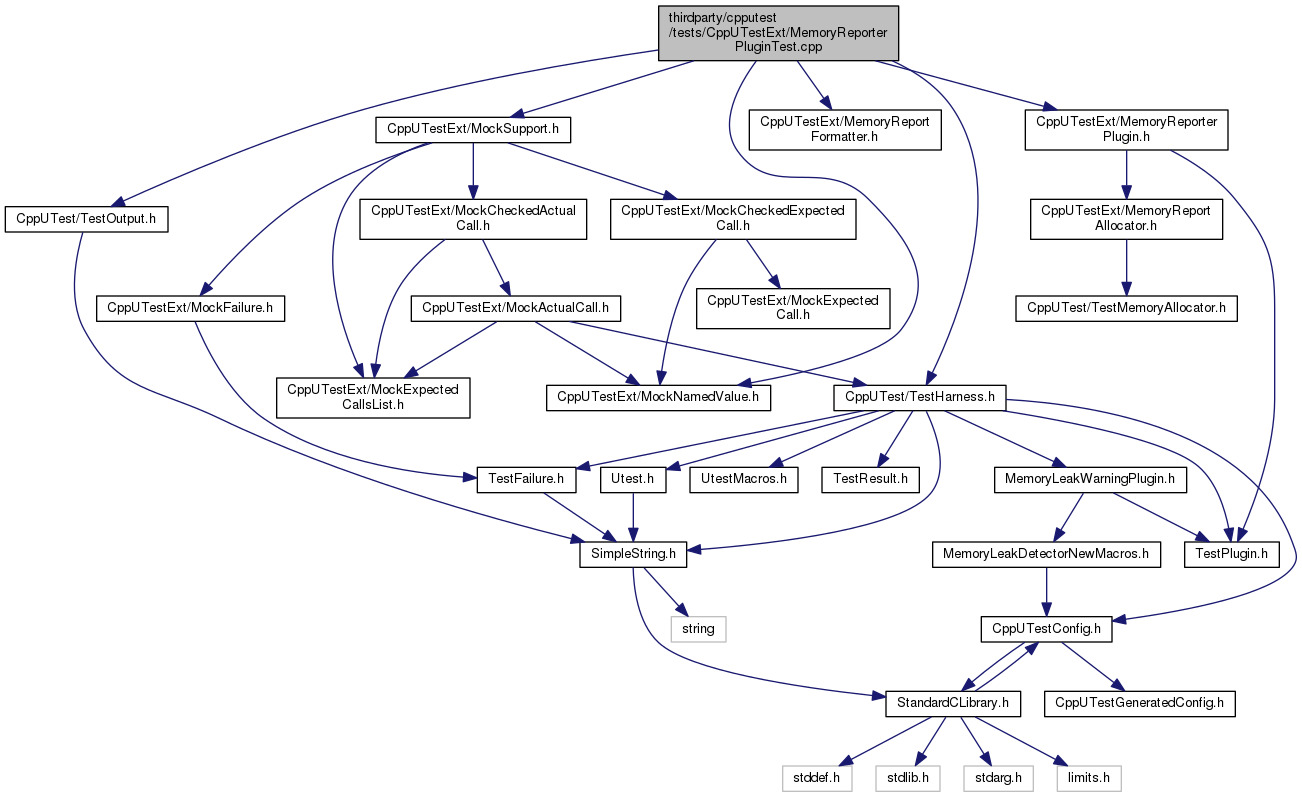 thirdparty/cpputest
/tests/CppUTestExt/MemoryReporter
PluginTest.cpp
CppUTestExt/MockSupport.h
CppUTestExt/MemoryReport
Formatter.h
CppUTestExt/MemoryReporter
Plugin.h
CppUTest/TestOutput.h
CppUTestExt/MockCheckedActual
Call.h
CppUTestExt/MockCheckedExpected
Call.h
CppUTestExt/MemoryReport
Allocator.h
CppUTestExt/MockFailure.h
CppUTestExt/MockActualCall.h
CppUTestExt/MockExpected
Call.h
CppUTest/TestMemoryAllocator.h
CppUTestExt/MockExpected
CallsList.h
CppUTestExt/MockNamedValue.h
CppUTest/TestHarness.h
TestFailure.h
Utest.h
UtestMacros.h
TestResult.h
MemoryLeakWarningPlugin.h
SimpleString.h
MemoryLeakDetectorNewMacros.h
TestPlugin.h
string
CppUTestConfig.h
StandardCLibrary.h
CppUTestGeneratedConfig.h
stddef.h
stdlib.h
stdarg.h
limits.h